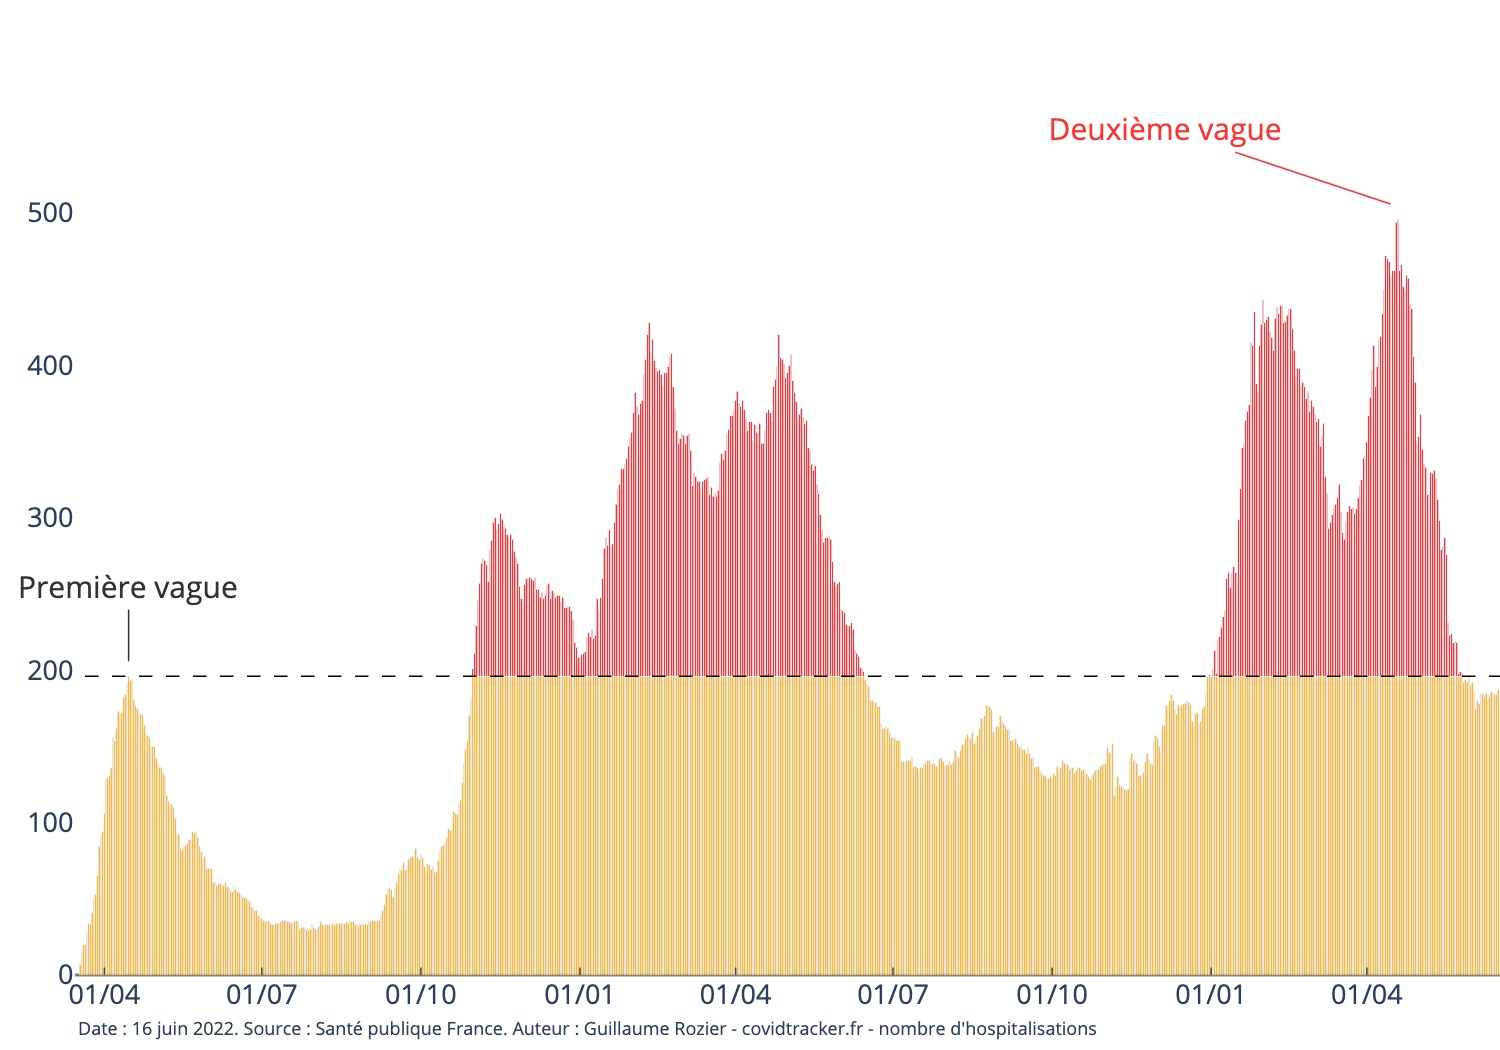 Deuxième vague
500
400
300
Première vague
200
100
0
01/04 01/07 01/10 01/01 01/04 01/07 01/10 01/01 01/04
Date : 16 juin 2022. Source : Santé publique France. Auteur : Guillaume Rozier - covidtracker.fr - nombre d'hospitalisations